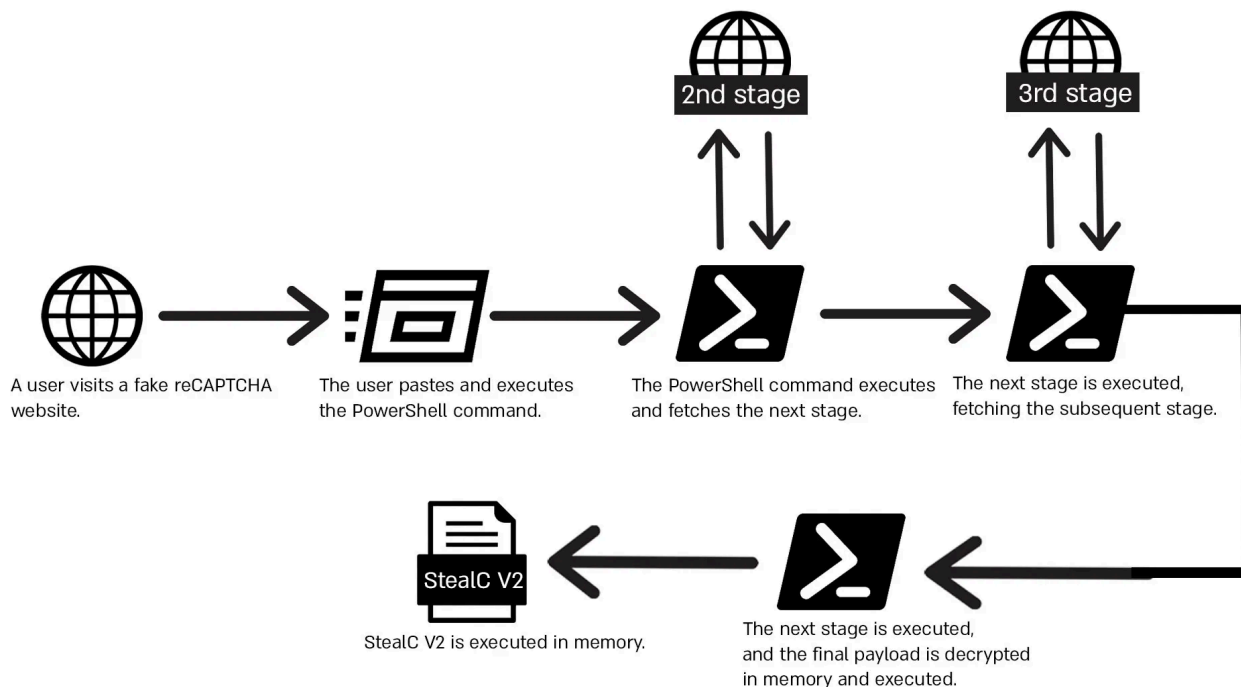 2nd stage
3rd stage
A user visits a fake reCAPTCHA
website.
The user pastes and executes
the PowerShell command.
The PowerShell command executes
and fetches the next stage.
The next stage is executed,
fetching the subsequent stage.
StealC V2
StealC V2 is executed in memory.
The next stage is executed,
and the final payload is decrypted
in memory and executed.